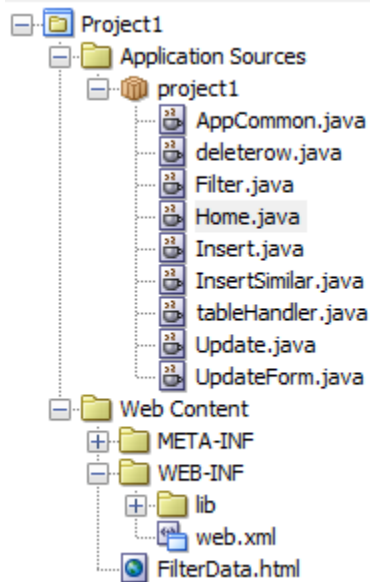 Project1
Application Sources
project1
AppCommon.java
deleterow.java
Filter.java
Home.java
Insert.java
InsertSimilar.java
tableHandler.java
Update.java
UpdateForm.java
Web Content
META-INF
WEB-INF
lib
web.xml
FilterData.html